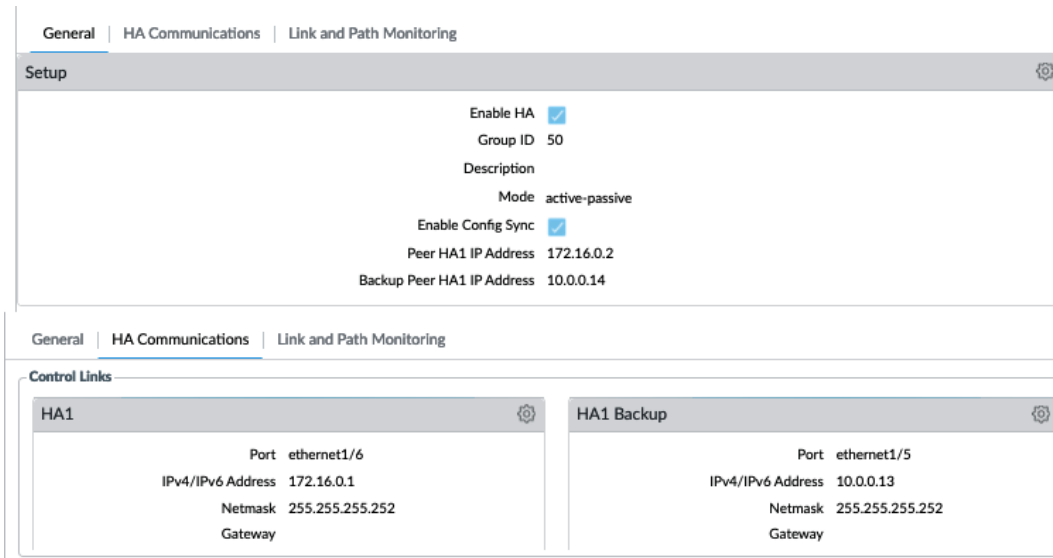 General | HA Communications | Link and Path Monitoring
Setup
Enable HA
Group ID 50
Description
Mode active-passive
Enable Config Sync
Peer HA1 IP Address 172.16.0.2
Backup Peer HA1 IP Address 10.0.0.14
General | HA Communications | Link and Path Monitoring
Control Links
HA1
Port ethernet1/6
IPv4/IPv6 Address 172.16.0.1
Netmask 255.255.255.252
Gateway
HA1 Backup
Port ethernet1/5
IPv4/IPv6 Address 10.0.0.13
Netmask 255.255.255.252
Gateway